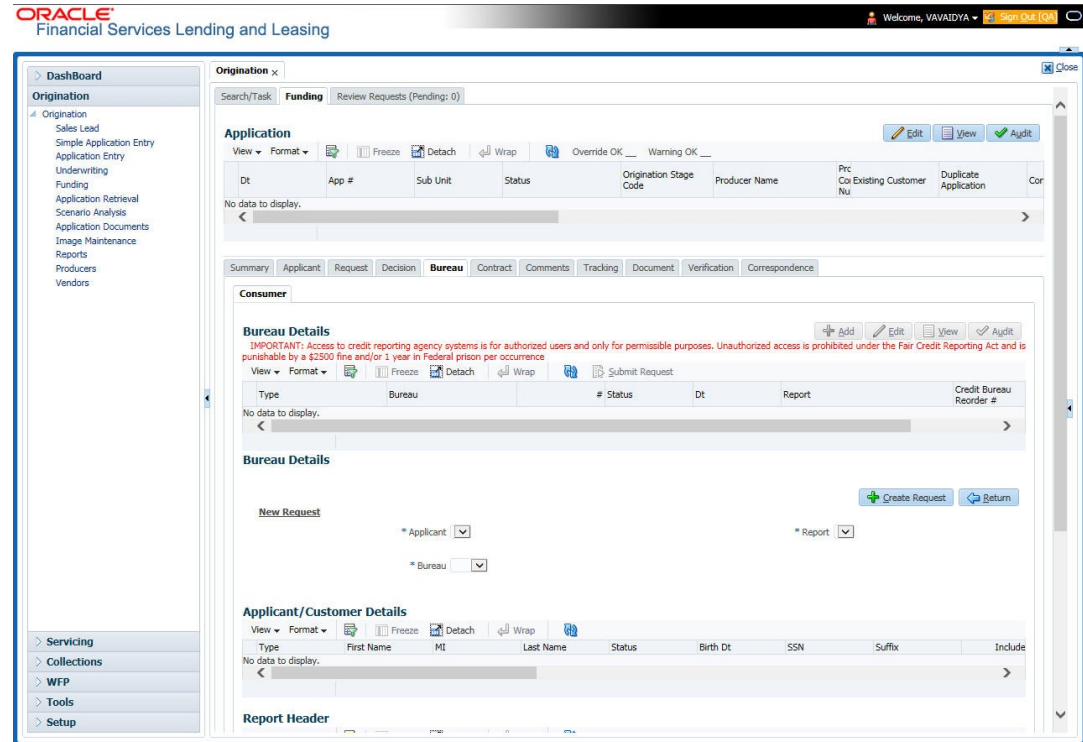 ORACLE
Financial Services Lending and Leasing
Welcome, VAVAIDYA Sign Out [QA]
Close
DashBoard
Origination
Origination
Sales Lead
Simple Application Entry
Application Entry
Underwriting
Funding
Application Retrieval
Scenario Analysis
Application Documents
Image Maintenance
Reports
Producers
Vendors
Servicing
Collections
WFP
Tools
Setup
Origination x
Search/Task Funding Review Requests (Pending: 0)
Application
Edit View Audit
View Format Freeze Detach Wrap Override OK __ Warning OK __
Dt App # Sub Unit Status Origination Stage Code Producer Name Prc Coi Nu Existing Customer Duplicate Application Cor
No data to display.
Summary Applicant Request Decision Bureau Contract Comments Tracking Document Verification Correspondence
Consumer
Bureau Details
Add Edit View Audit
IMPORTANT: Access to credit reporting agency systems is for authorized users and only for permissible purposes. Unauthorized access is prohibited under the Fair Credit Reporting Act and is
punishable by a $2500 fine and/or 1 year in Federal prison per occurrence
View Format Freeze Detach Wrap Submit Request
Type Bureau # Status Dt Report Credit Bureau Reorder #
No data to display.
Bureau Details
Create Request Return
New Request
* Applicant * Report
* Bureau
Applicant/Customer Details
View Format Freeze Detach Wrap
Type First Name MI Last Name Status Birth Dt SSN Suffix Include
No data to display.
Report Header